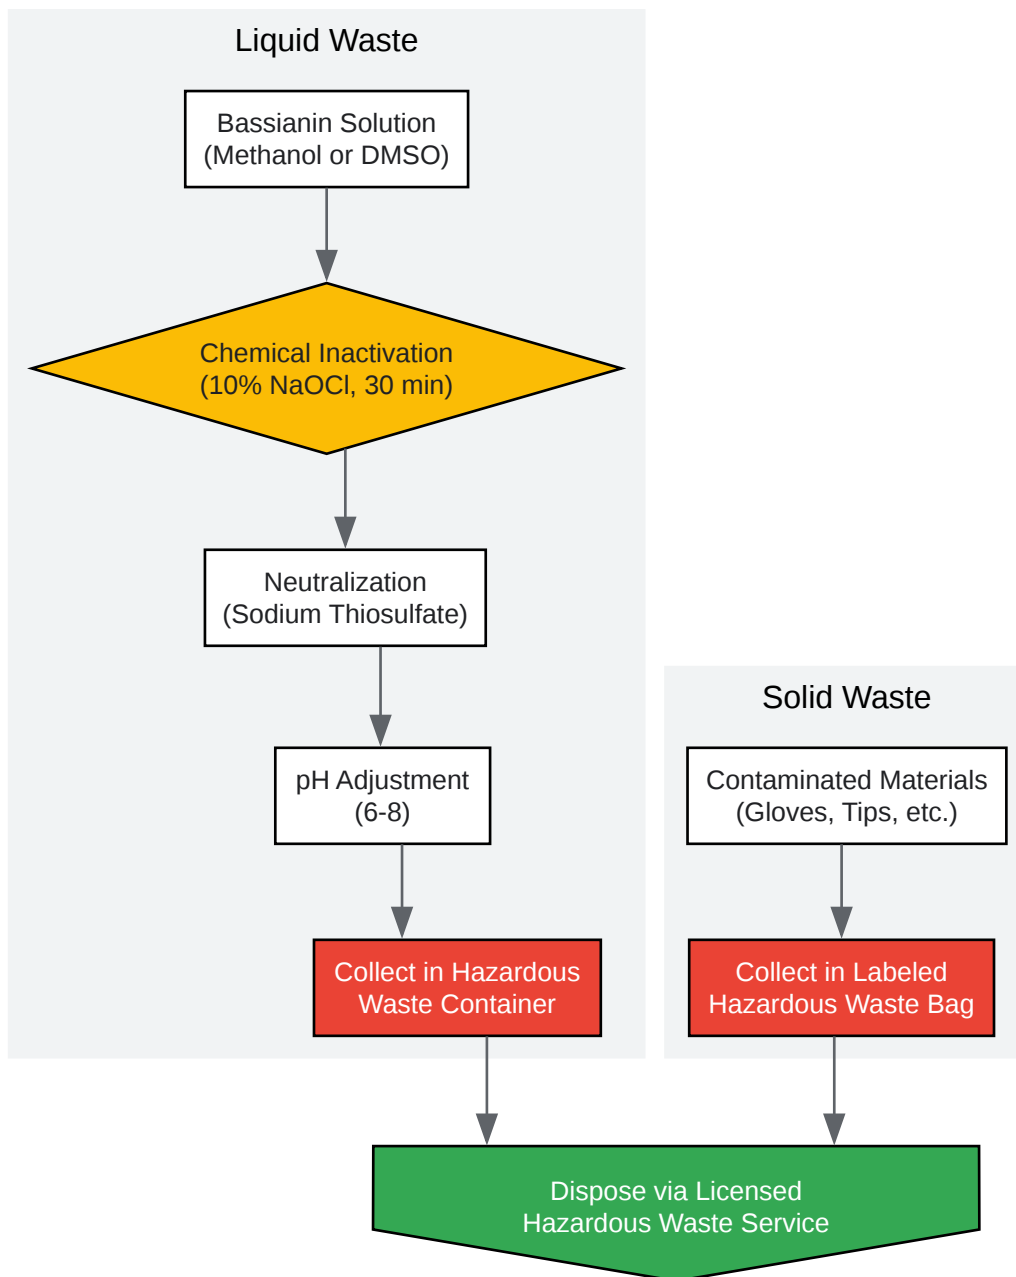 Liquid Waste
Bassianin Solution
(Methanol or DMSO)
Chemical Inactivation
(10% NaOCl, 30 min)
Neutralization
(Sodium Thiosulfate)
pH Adjustment
(6-8)
Collect in Hazardous
Waste Container
Solid Waste
Contaminated Materials
(Gloves, Tips, etc.)
Collect in Labeled
Hazardous Waste Bag
Dispose via Licensed
Hazardous Waste Service